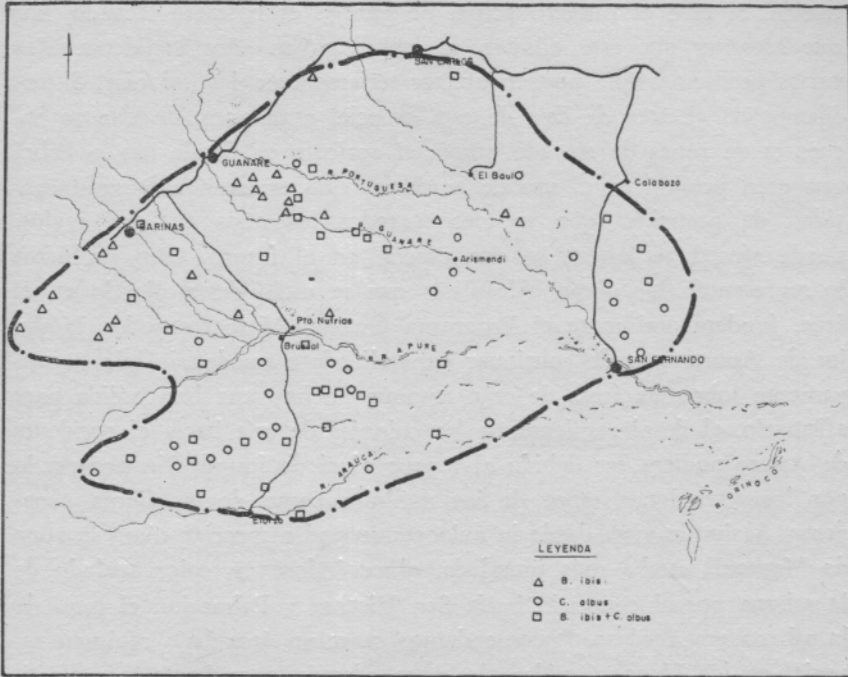 SAN CARLOS
GUANARE
R. PORTUGUESA
El Baul
Calabozo
BARINAS
R. GUANARE
Arismendi
Pto. Nutrias
Bruzual
R. APURE
SAN FERNANDO
R. ARAUCA
Elorza
R. ORINOCO
LEYENDA
B. ibis
C. albus
B. ibis + C. albus